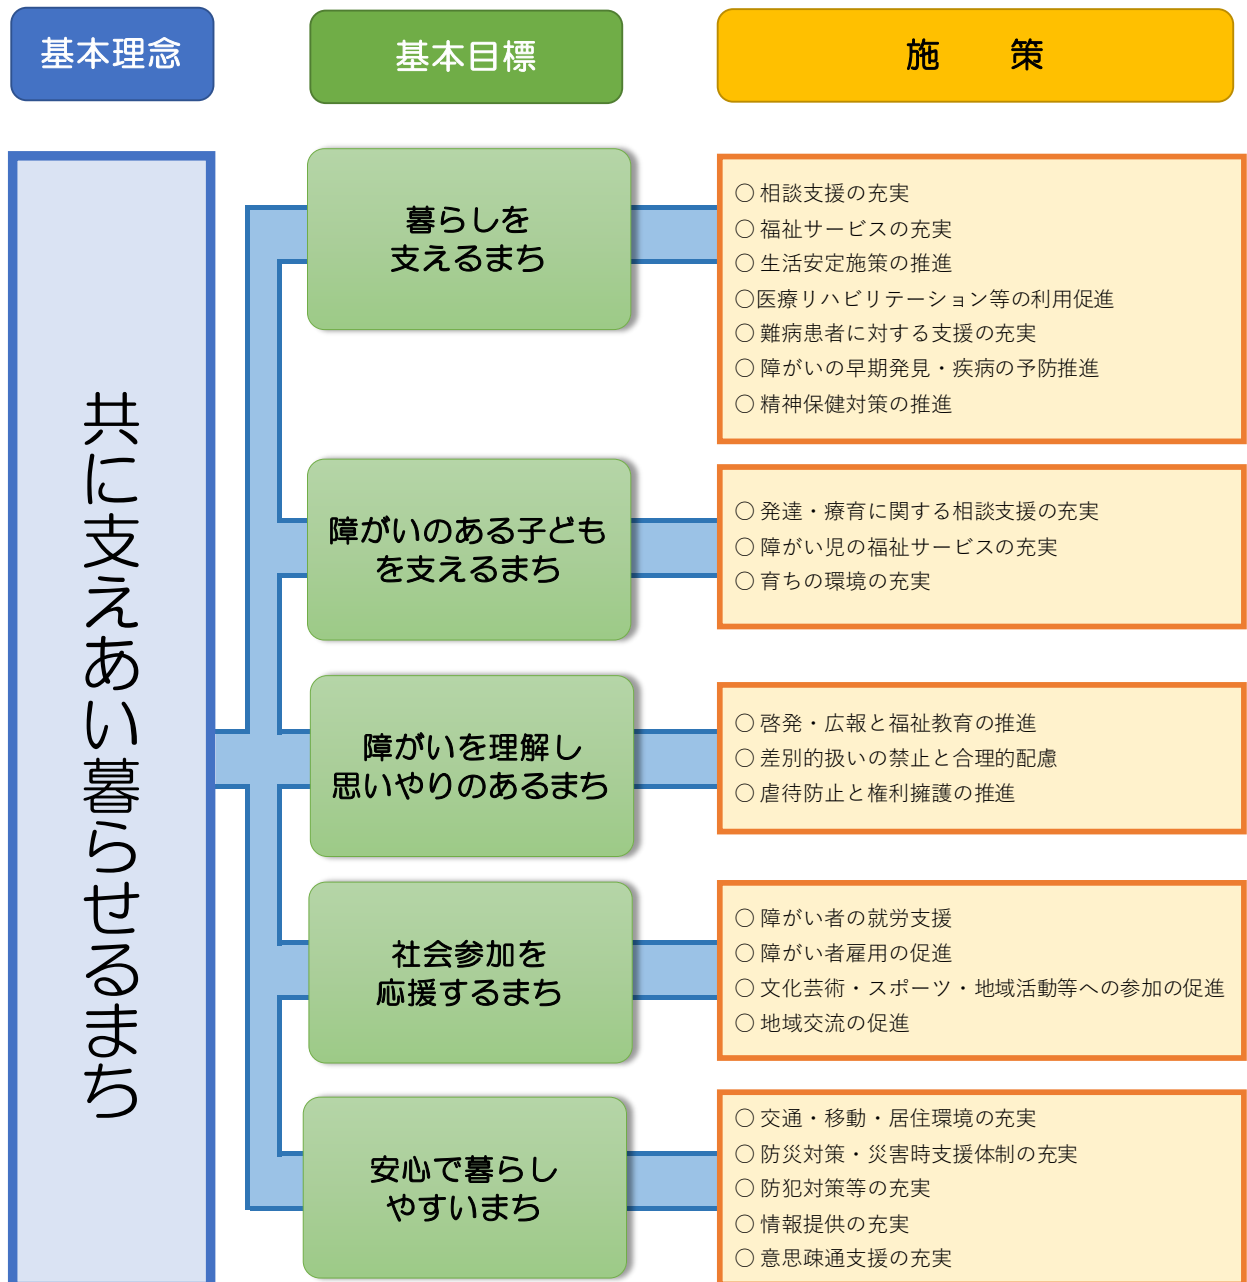 基本理念
基本目標
施　　策
共に支えあい暮らせるまち
暮らしを
支えるまち
○ 相談支援の充実
○ 福祉サービスの充実
○ 生活安定施策の推進
○医療リハビリテーション等の利用促進
○ 難病患者に対する支援の充実
○ 障がいの早期発見・疾病の予防推進
○ 精神保健対策の推進
障がいのある子ども
を支えるまち
○ 発達・療育に関する相談支援の充実
○ 障がい児の福祉サービスの充実
○ 育ちの環境の充実
障がいを理解し
思いやりのあるまち
○ 啓発・広報と福祉教育の推進
○ 差別的扱いの禁止と合理的配慮
○ 虐待防止と権利擁護の推進
社会参加を
応援するまち
○ 障がい者の就労支援
○ 障がい者雇用の促進
○ 文化芸術・スポーツ・地域活動等への参加の促進
○ 地域交流の促進
安心で暮らし
やすいまち
○ 交通・移動・居住環境の充実
○ 防災対策・災害時支援体制の充実
○ 防犯対策等の充実
○ 情報提供の充実
○ 意思疎通支援の充実